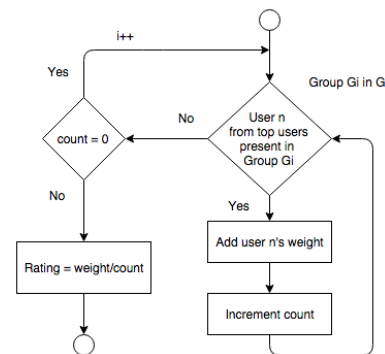 i++
Yes
Group Gi in G
User n
from top users
present in
Group Gi
No
count = 0
No
Yes
Add user n's weight
Rating = weight/count
Increment count